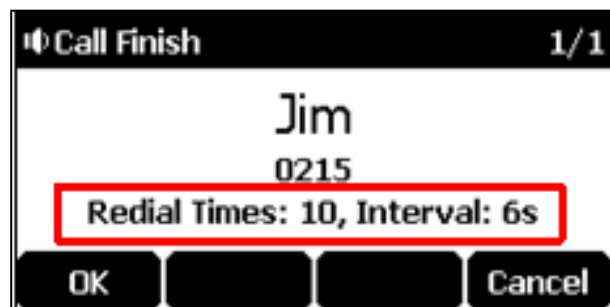 Call Finish 1/1
Jim
0215
Redial Times: 10, Interval: 6s
OK Cancel